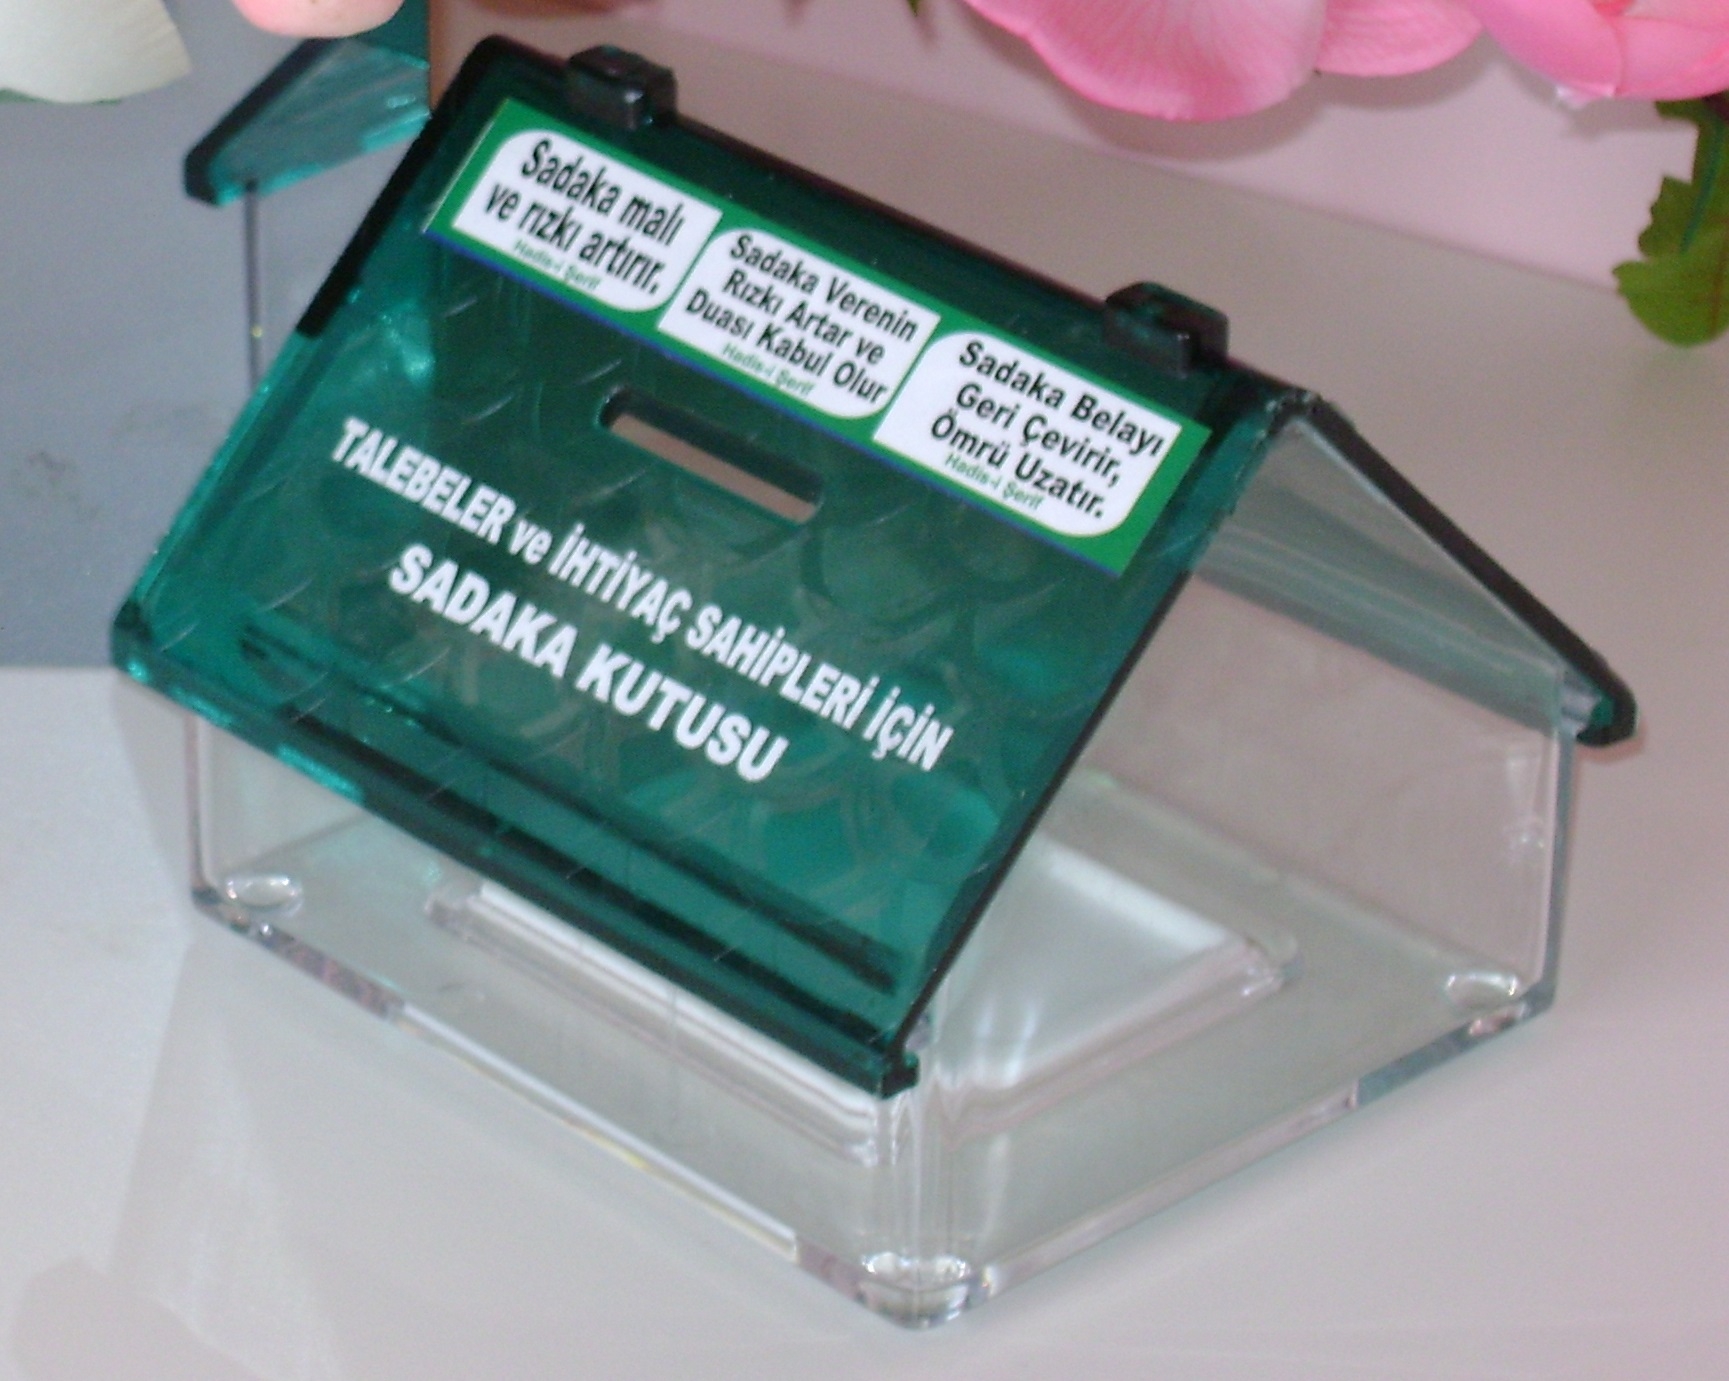 Sadaka malı
ve rızkı artırır.
Hadis-i Şerif
Sadaka Verenin
Rızkı Artar ve
Duası Kabul Olur
Hadis-i Şerif
Sadaka Belayı
Geri Çevirir,
Ömrü Uzatır.
Hadis-i Şerif
TALEBELER ve İHTİYAÇ SAHİPLERİ İÇİN
SADAKA KUTUSU